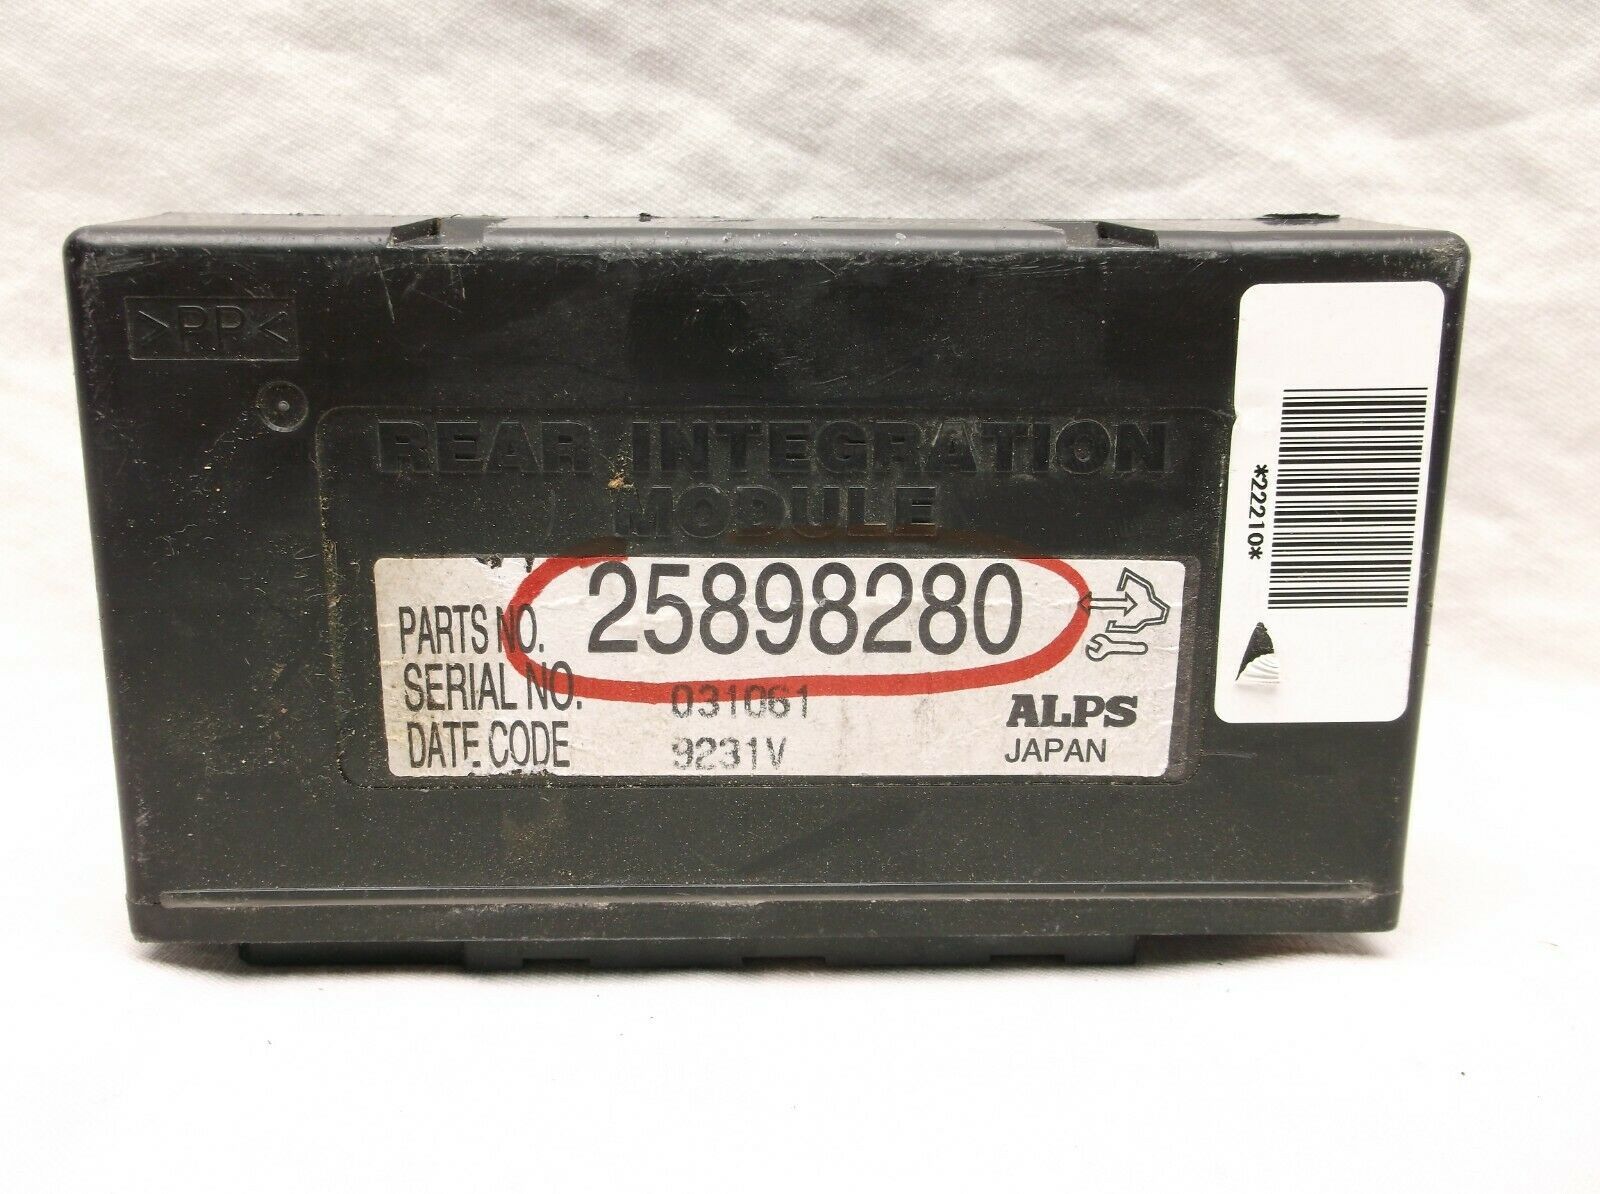 >PP<
REAR INTEGRATION
MODULE
PARTS NO. 25898280
SERIAL NO. 031061
DATE CODE 9231V
ALPS
JAPAN
*22210*